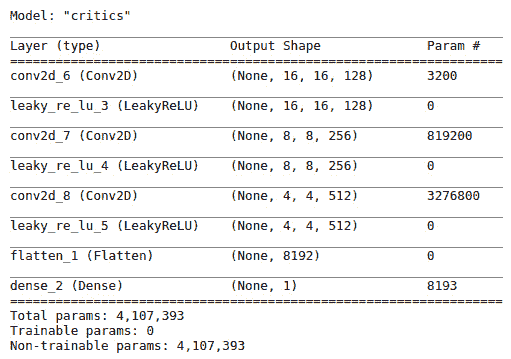 Model: "critics"
Layer (type) Output Shape Param #
conv2d_6 (Conv2D) (None, 16, 16, 128) 3200
leaky_re_lu_3 (LeakyReLU) (None, 16, 16, 128) 0
conv2d_7 (Conv2D) (None, 8, 8, 256) 819200
leaky_re_lu_4 (LeakyReLU) (None, 8, 8, 256) 0
conv2d_8 (Conv2D) (None, 4, 4, 512) 3276800
leaky_re_lu_5 (LeakyReLU) (None, 4, 4, 512) 0
flatten_1 (Flatten) (None, 8192) 0
dense_2 (Dense) (None, 1) 8193
Total params: 4,107,393
Trainable params: 0
Non-trainable params: 4,107,393